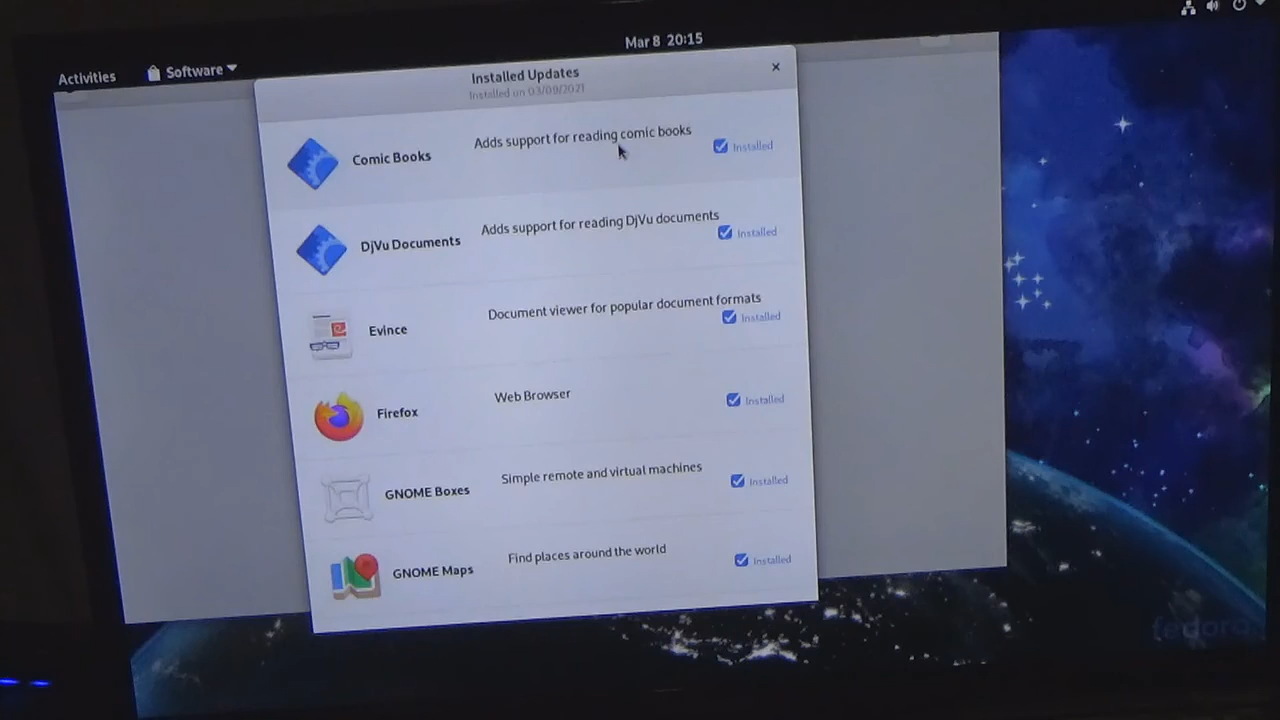 Mar 8 20:15
Activities
Software
Installed Updates
Installed on 03/09/2021
Comic Books
Adds support for reading comic books
Installed
DjVu Documents
Adds support for reading DjVu documents
Installed
Evince
Document viewer for popular document formats
Installed
Firefox
Web Browser
Installed
GNOME Boxes
Simple remote and virtual machines
Installed
GNOME Maps
Find places around the world
Installed
fedora